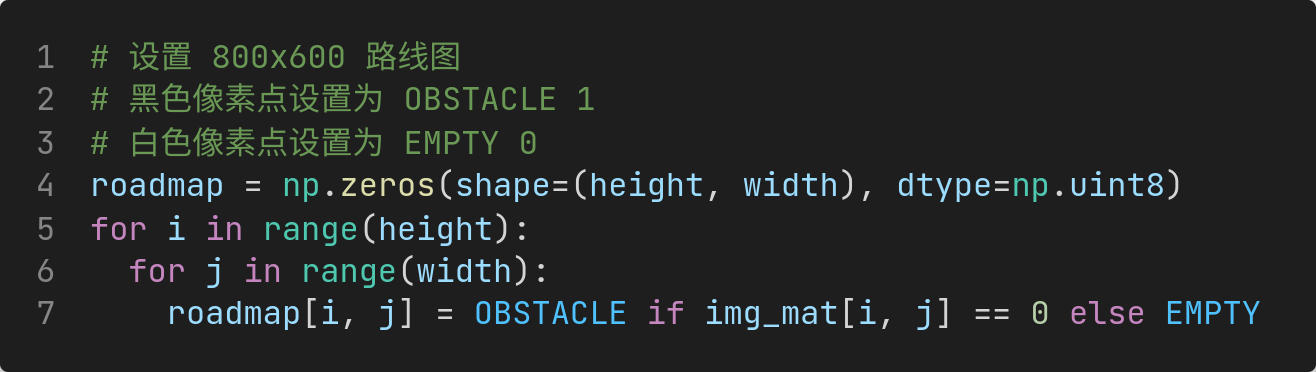 1 # 设置 800x600 路线图
2 # 黑色像素点设置为 OBSTACLE 1
3 # 白色像素点设置为 EMPTY 0
4 roadmap = np.zeros(shape=(height, width), dtype=np.uint8)
5 for i in range(height):
6   for j in range(width):
7     roadmap[i, j] = OBSTACLE if img_mat[i, j] == 0 else EMPTY